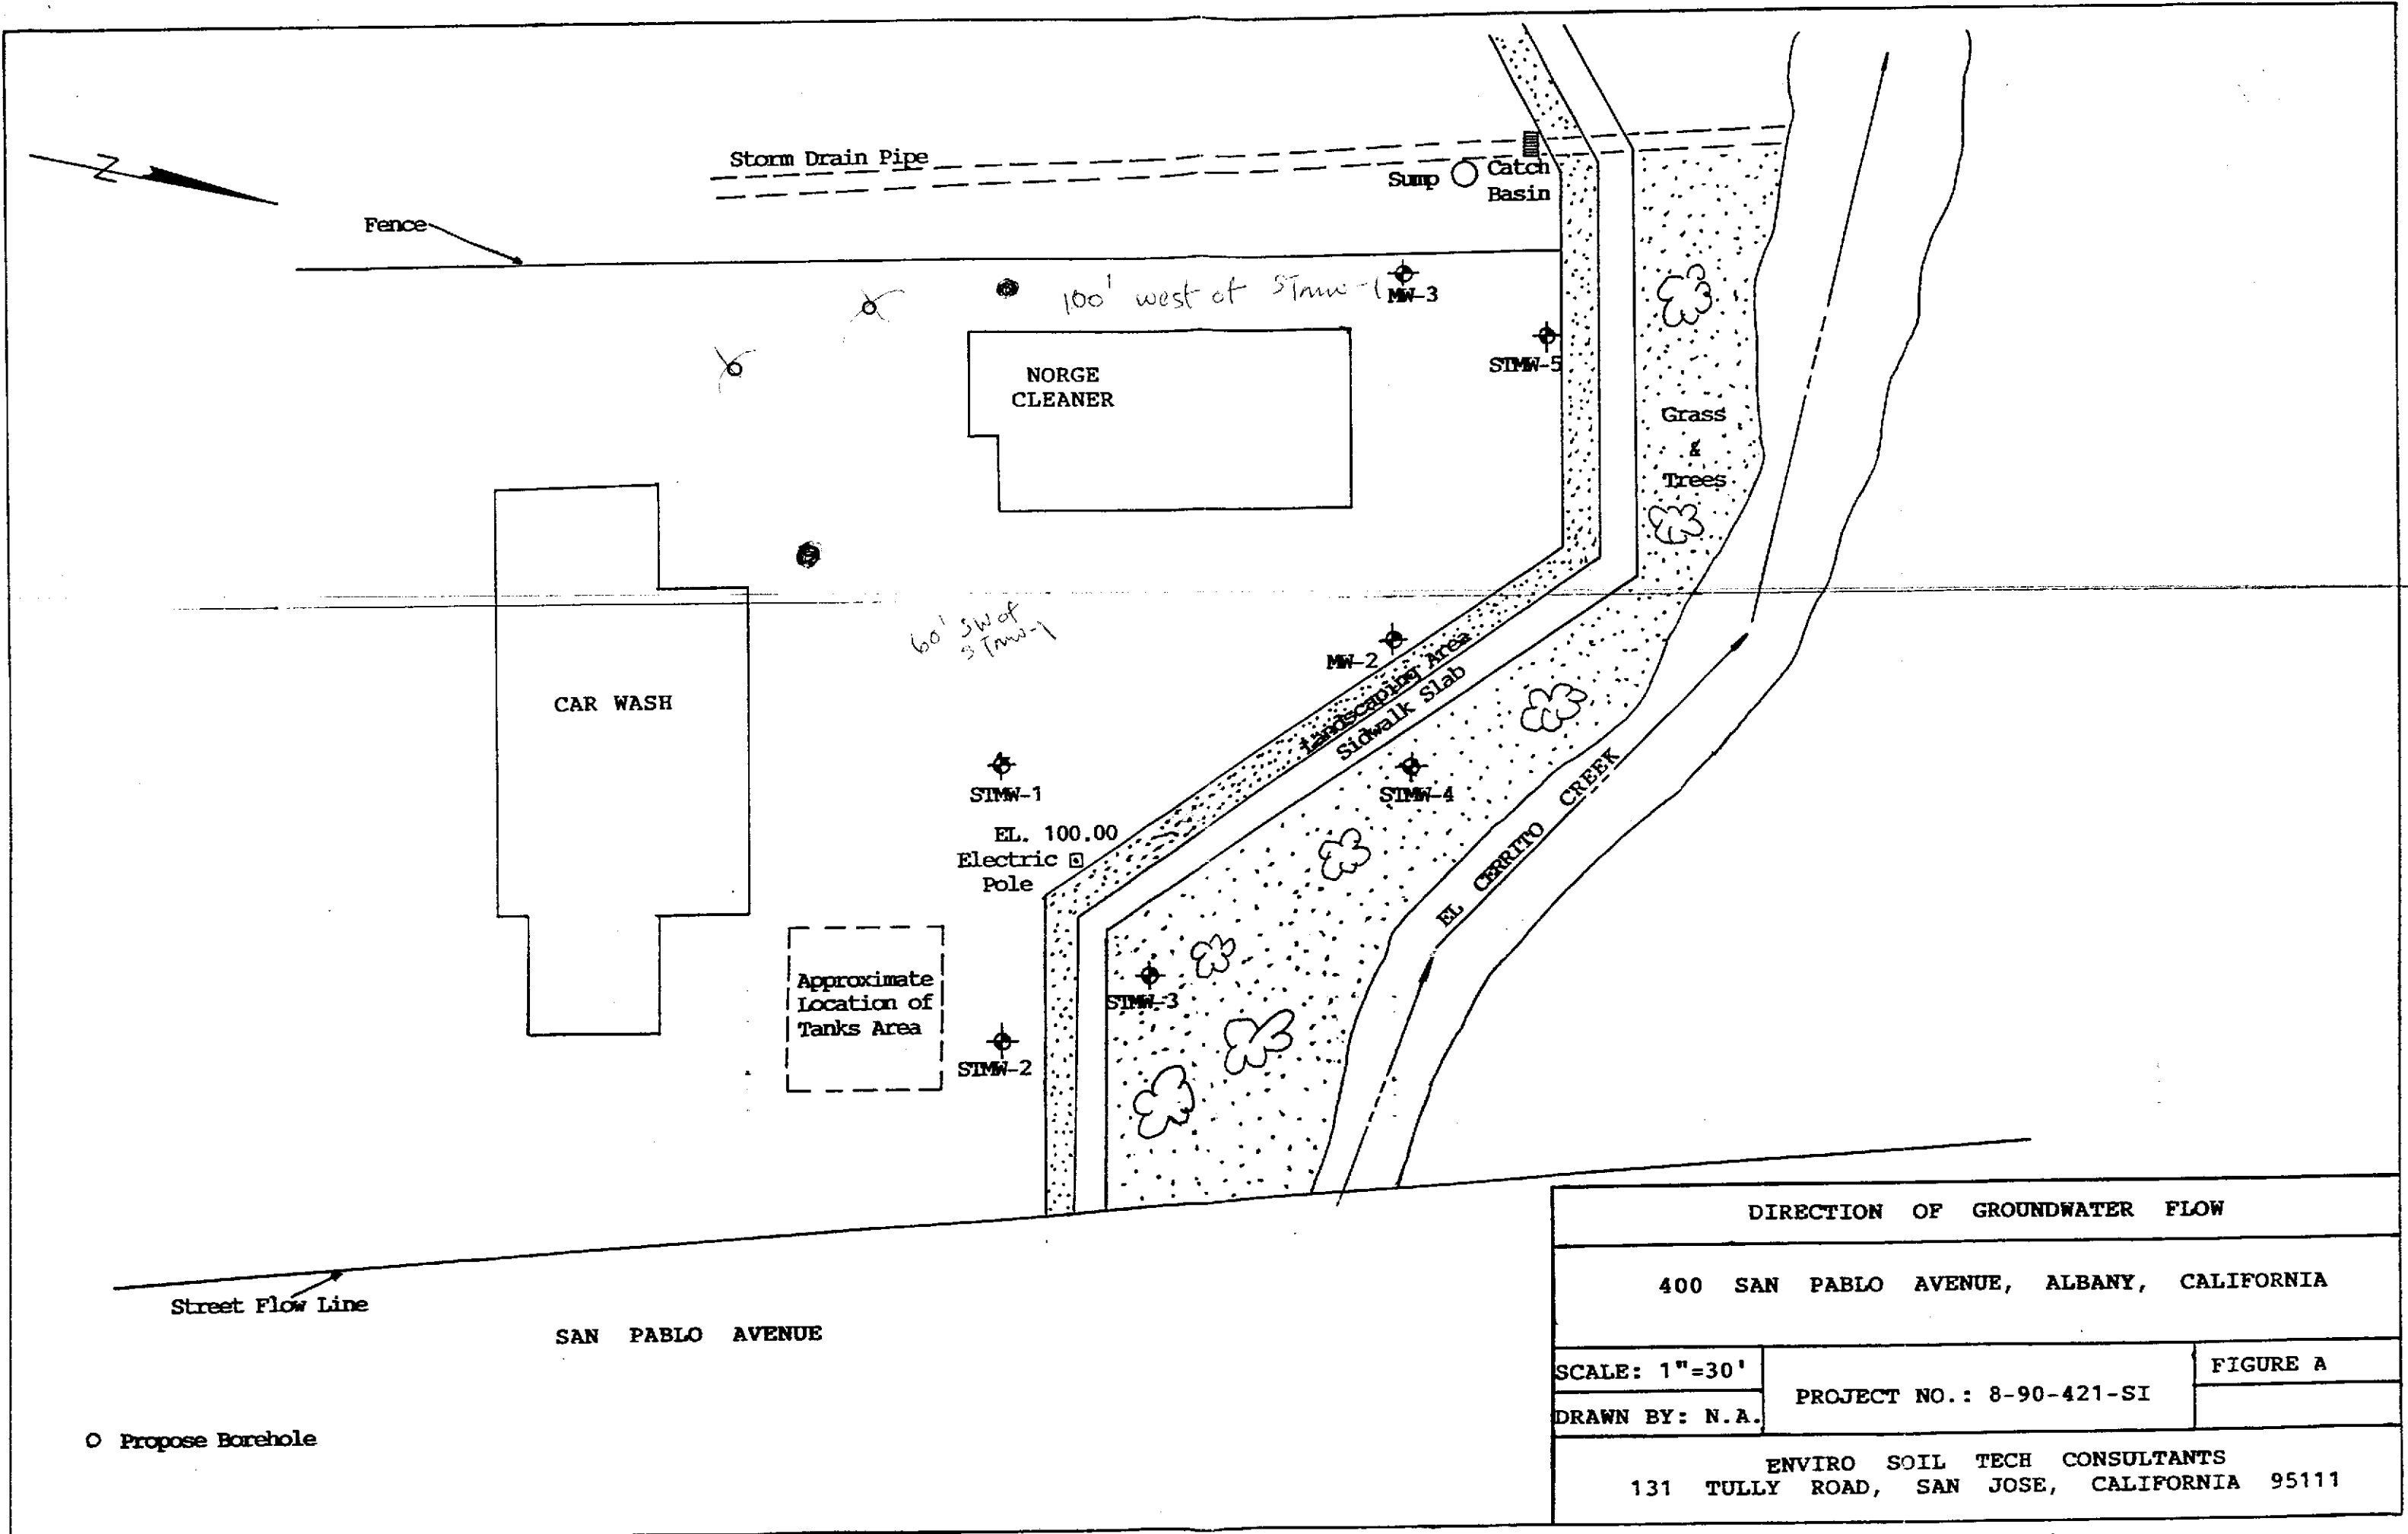 Storm Drain Pipe
Sump
Catch
Basin
N
Fence
100' west of STMW-1
MW-3
NORGE
CLEANER
STMW-5
Grass
&
Trees
60' SW of
STMW-1
MW-2
Landscaping Area
Sidwalk Slab
CAR WASH
STMW-1
STMW-4
EL. 100.00
Electric
Pole
EL CERRITO CREEK
Approximate
Location of
Tanks Area
STMW-3
STMW-2
Street Flow Line
SAN PABLO AVENUE
O Propose Borehole
DIRECTION OF GROUNDWATER FLOW
400 SAN PABLO AVENUE, ALBANY, CALIFORNIA
SCALE: 1"=30'
DRAWN BY: N.A.
PROJECT NO.: 8-90-421-SI
FIGURE A
ENVIRO SOIL TECH CONSULTANTS
131 TULLY ROAD, SAN JOSE, CALIFORNIA 95111